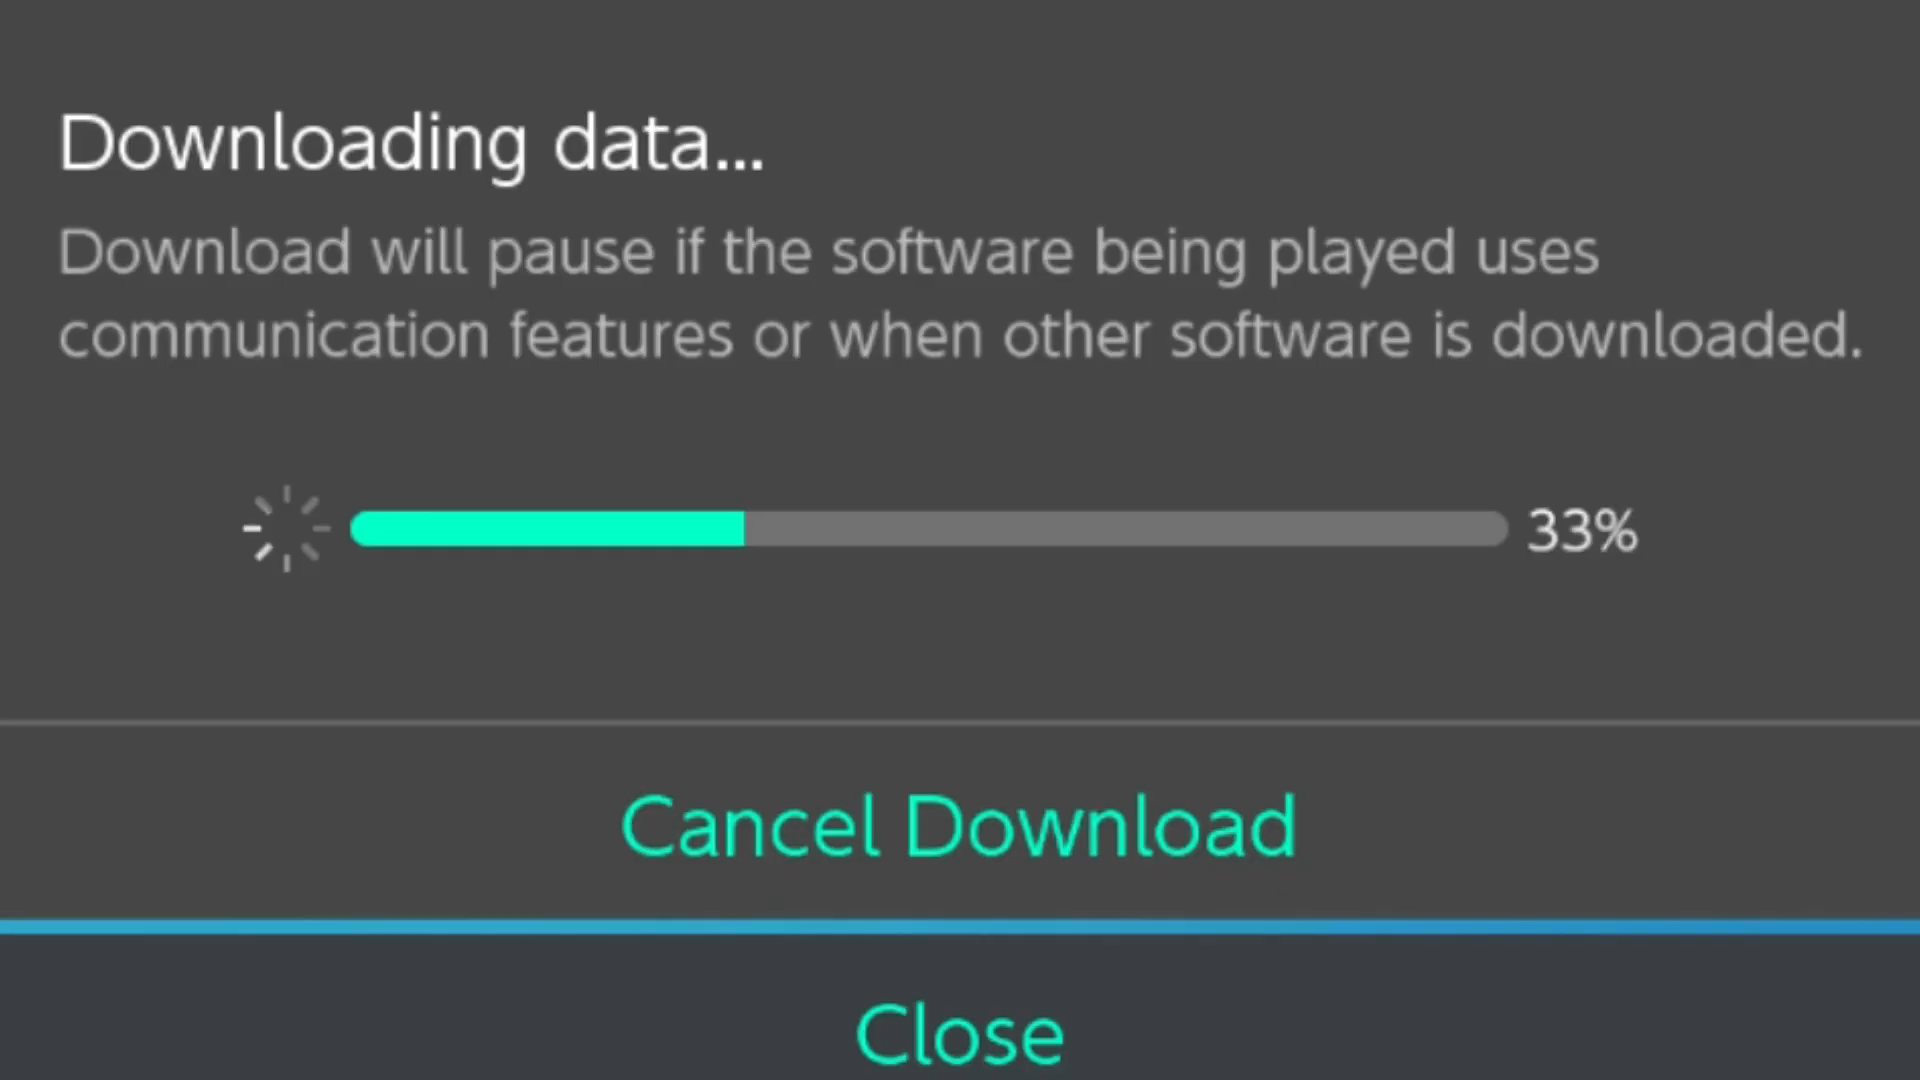 Downloading data...
Download will pause if the software being played uses
communication features or when other software is downloaded.
33%
Cancel Download
Close